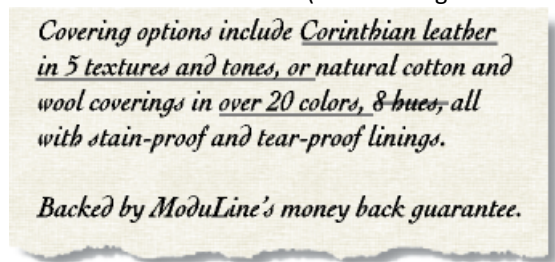 Covering options include Corinthian leather
in 5 textures and tones, or natural cotton and
wool coverings in over 20 colors, 8 hues, all
with stain-proof and tear-proof linings.
Backed by ModuLine's money back guarantee.